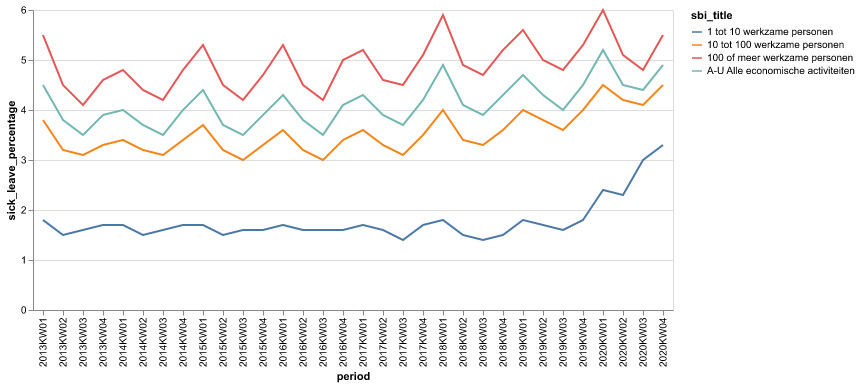 sbi_title
1 tot 10 werkzame personen
10 tot 100 werkzame personen
100 of meer werkzame personen
A-U Alle economische activiteiten
sick_leave_percentage
6
5
4
3
2
1
0
2013KW01
2013KW02
2013KW03
2013KW04
2014KW01
2014KW02
2014KW03
2014KW04
2015KW01
2015KW02
2015KW03
2015KW04
2016KW01
2016KW02
2016KW03
2016KW04
2017KW01
2017KW02
2017KW03
2017KW04
2018KW01
2018KW02
2018KW03
2018KW04
2019KW01
2019KW02
2019KW03
2019KW04
2020KW01
2020KW02
2020KW03
2020KW04
period